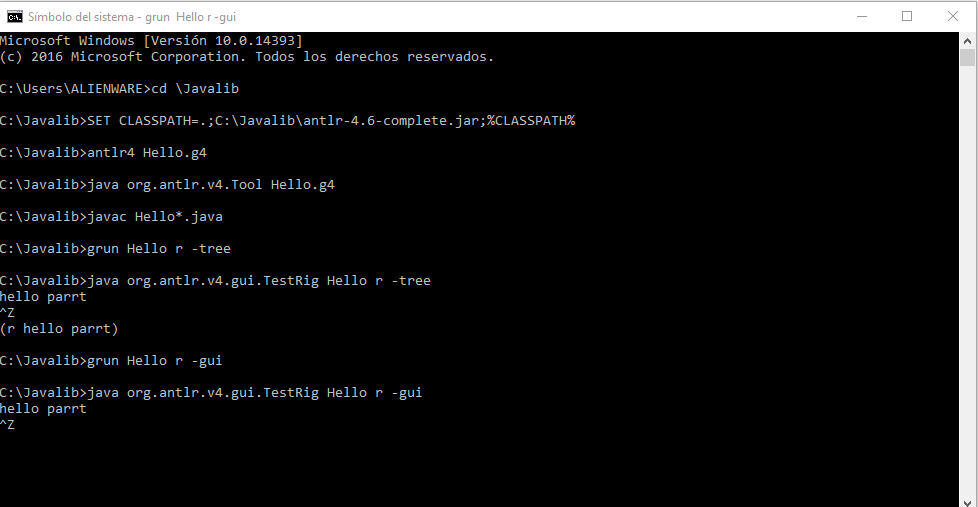 Símbolo del sistema - grun  Hello r -gui
Microsoft Windows [Versión 10.0.14393]
(c) 2016 Microsoft Corporation. Todos los derechos reservados.
C:\Users\ALIENWARE>cd \Javalib
C:\Javalib>SET CLASSPATH=.;C:\Javalib\antlr-4.6-complete.jar;%CLASSPATH%
C:\Javalib>antlr4 Hello.g4
C:\Javalib>java org.antlr.v4.Tool Hello.g4
C:\Javalib>javac Hello*.java
C:\Javalib>grun Hello r -tree
C:\Javalib>java org.antlr.v4.gui.TestRig Hello r -tree
hello parrt
^Z
(r hello parrt)
C:\Javalib>grun Hello r -gui
C:\Javalib>java org.antlr.v4.gui.TestRig Hello r -gui
hello parrt
^Z